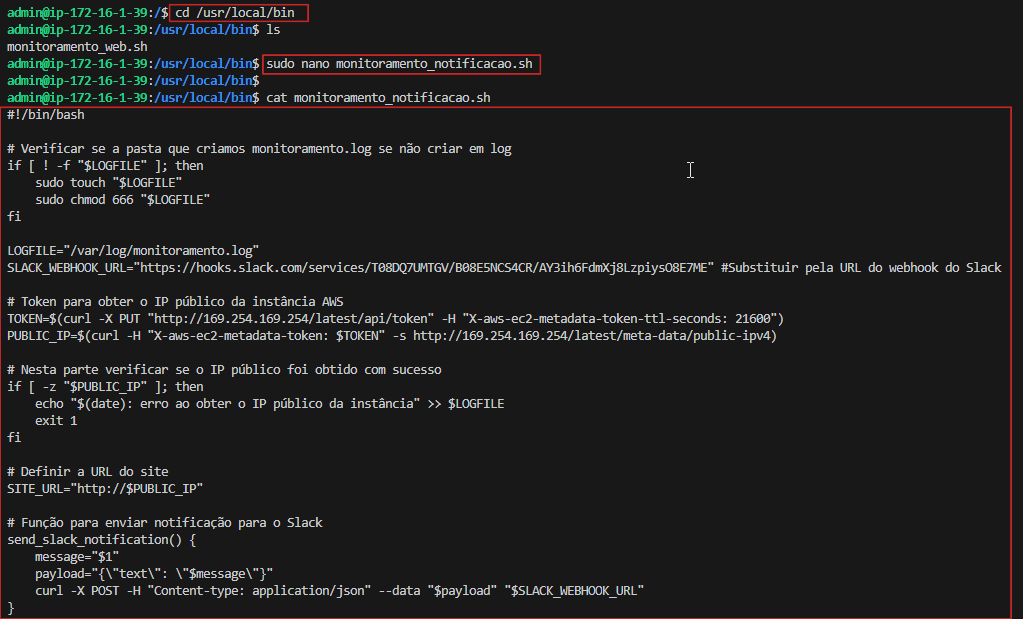 admin@ip-172-16-1-39:/$ cd /usr/local/bin
admin@ip-172-16-1-39:/usr/local/bin$ ls
monitoramento_web.sh
admin@ip-172-16-1-39:/usr/local/bin$ sudo nano monitoramento_notificacao.sh
admin@ip-172-16-1-39:/usr/local/bin$
admin@ip-172-16-1-39:/usr/local/bin$ cat monitoramento_notificacao.sh
#!/bin/bash

# Verificar se a pasta que criamos monitoramento.log se não criar em log
if [ ! -f "$LOGFILE" ]; then
    sudo touch "$LOGFILE"
    sudo chmod 666 "$LOGFILE"
fi

LOGFILE="/var/log/monitoramento.log"
SLACK_WEBHOOK_URL="https://hooks.slack.com/services/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" #Substituir pela URL do webhook do Slack

# Token para obter o IP público da instância AWS
TOKEN=$(curl -X PUT "http://169.254.169.254/latest/api/token" -H "X-aws-ec2-metadata-token-ttl-seconds: 21600")
PUBLIC_IP=$(curl -H "X-aws-ec2-metadata-token: $TOKEN" -s http://169.254.169.254/latest/meta-data/public-ipv4)

# Nesta parte verificar se o IP público foi obtido com sucesso
if [ -z "$PUBLIC_IP" ]; then
    echo "$(date): erro ao obter o IP público da instância" >> $LOGFILE
    exit 1
fi

# Definir a URL do site
SITE_URL="http://$PUBLIC_IP"

# Função para enviar notificação para o Slack
send_slack_notification() {
    message="$1"
    payload="{\"text\": \"$message\"}"
    curl -X POST -H "Content-type: application/json" --data "$payload" "$SLACK_WEBHOOK_URL"
}